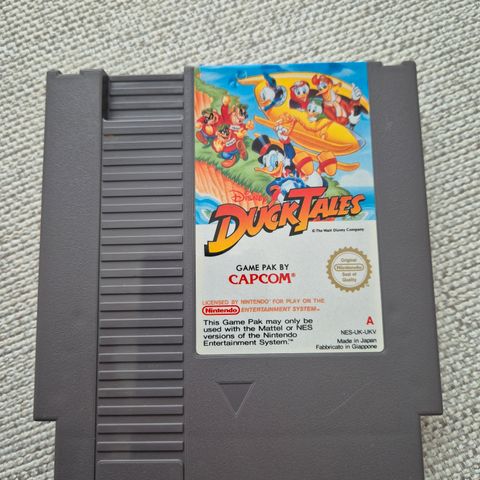 Disney's
DUCKTALES
© The Walt Disney Company
GAME PAK BY
CAPCOM®
Original
Nintendo
Seal of
Quality
LICENSED BY NINTENDO FOR PLAY ON THE
Nintendo ENTERTAINMENT SYSTEM™
This Game Pak may only be
used with the Mattel or NES
versions of the Nintendo
Entertainment System.™
A
NES-UK-UKV
Made in Japan
Fabbricato in Giappone